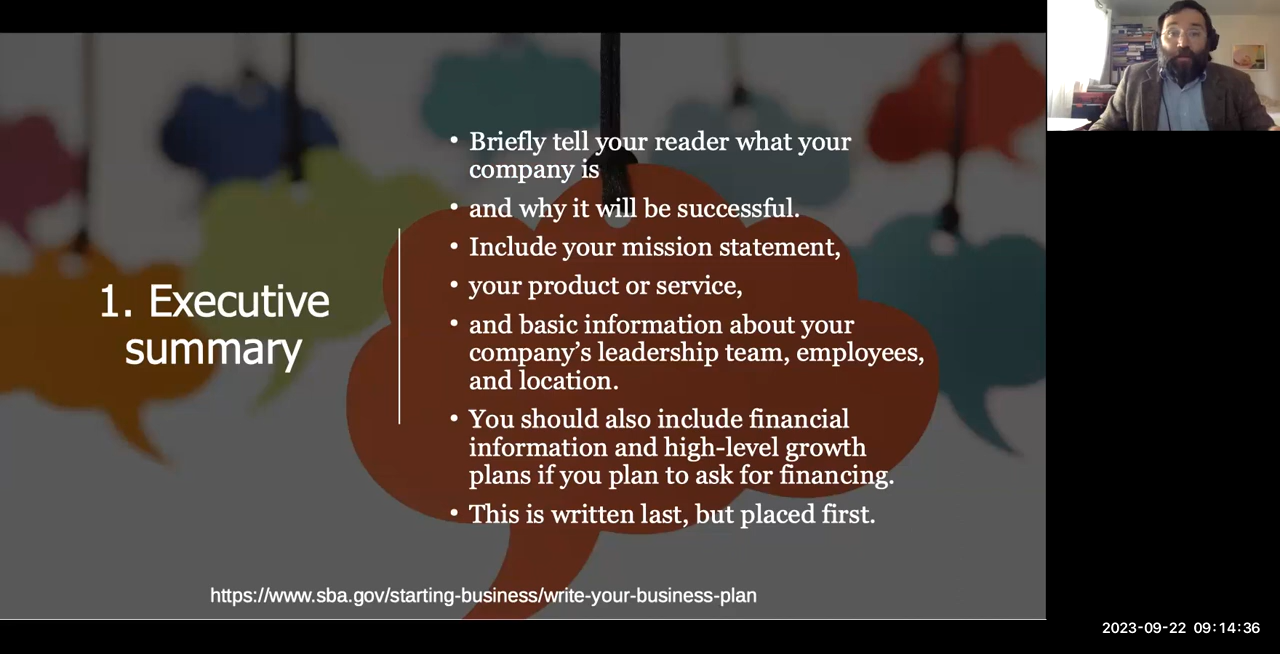 1. Executive
summary
• Briefly tell your reader what your
company is
• and why it will be successful.
• Include your mission statement,
• your product or service,
• and basic information about your
company’s leadership team, employees,
and location.
• You should also include financial
information and high-level growth
plans if you plan to ask for financing.
• This is written last, but placed first.
https://www.sba.gov/starting-business/write-your-business-plan
2023-09-22 09:14:36